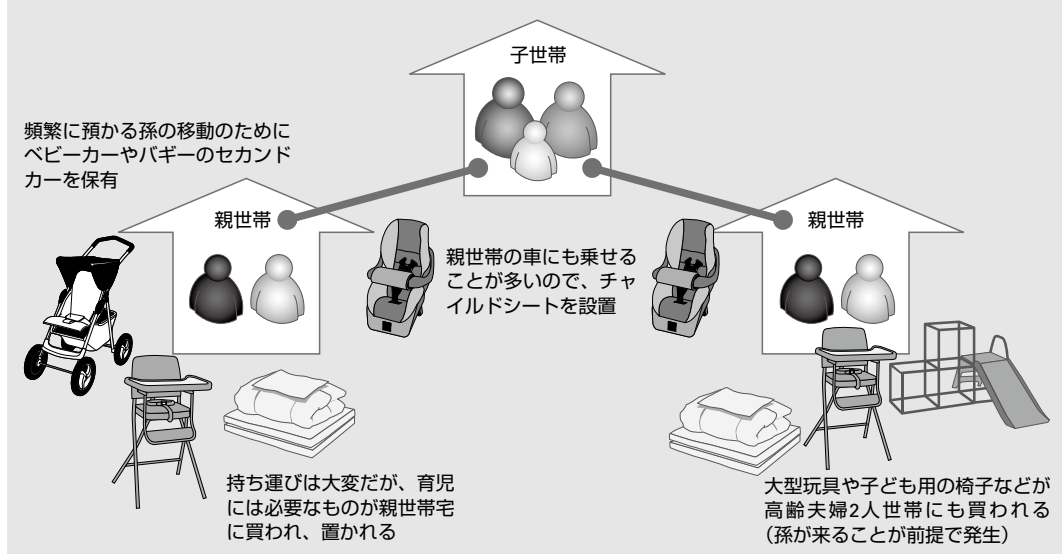 子世帯
頻繁に預かる孫の移動のために
ベビーカーやバギーのセカンド
カーを保有
親世帯
親世帯
親世帯の車にも乗せる
ことが多いので、チャ
イルドシートを設置
持ち運びは大変だが、育児
には必要なものが親世帯宅
に買われ、置かれる
大型玩具や子ども用の椅子などが
高齢夫婦2人世帯にも買われる
(孫が来ることが前提で発生)